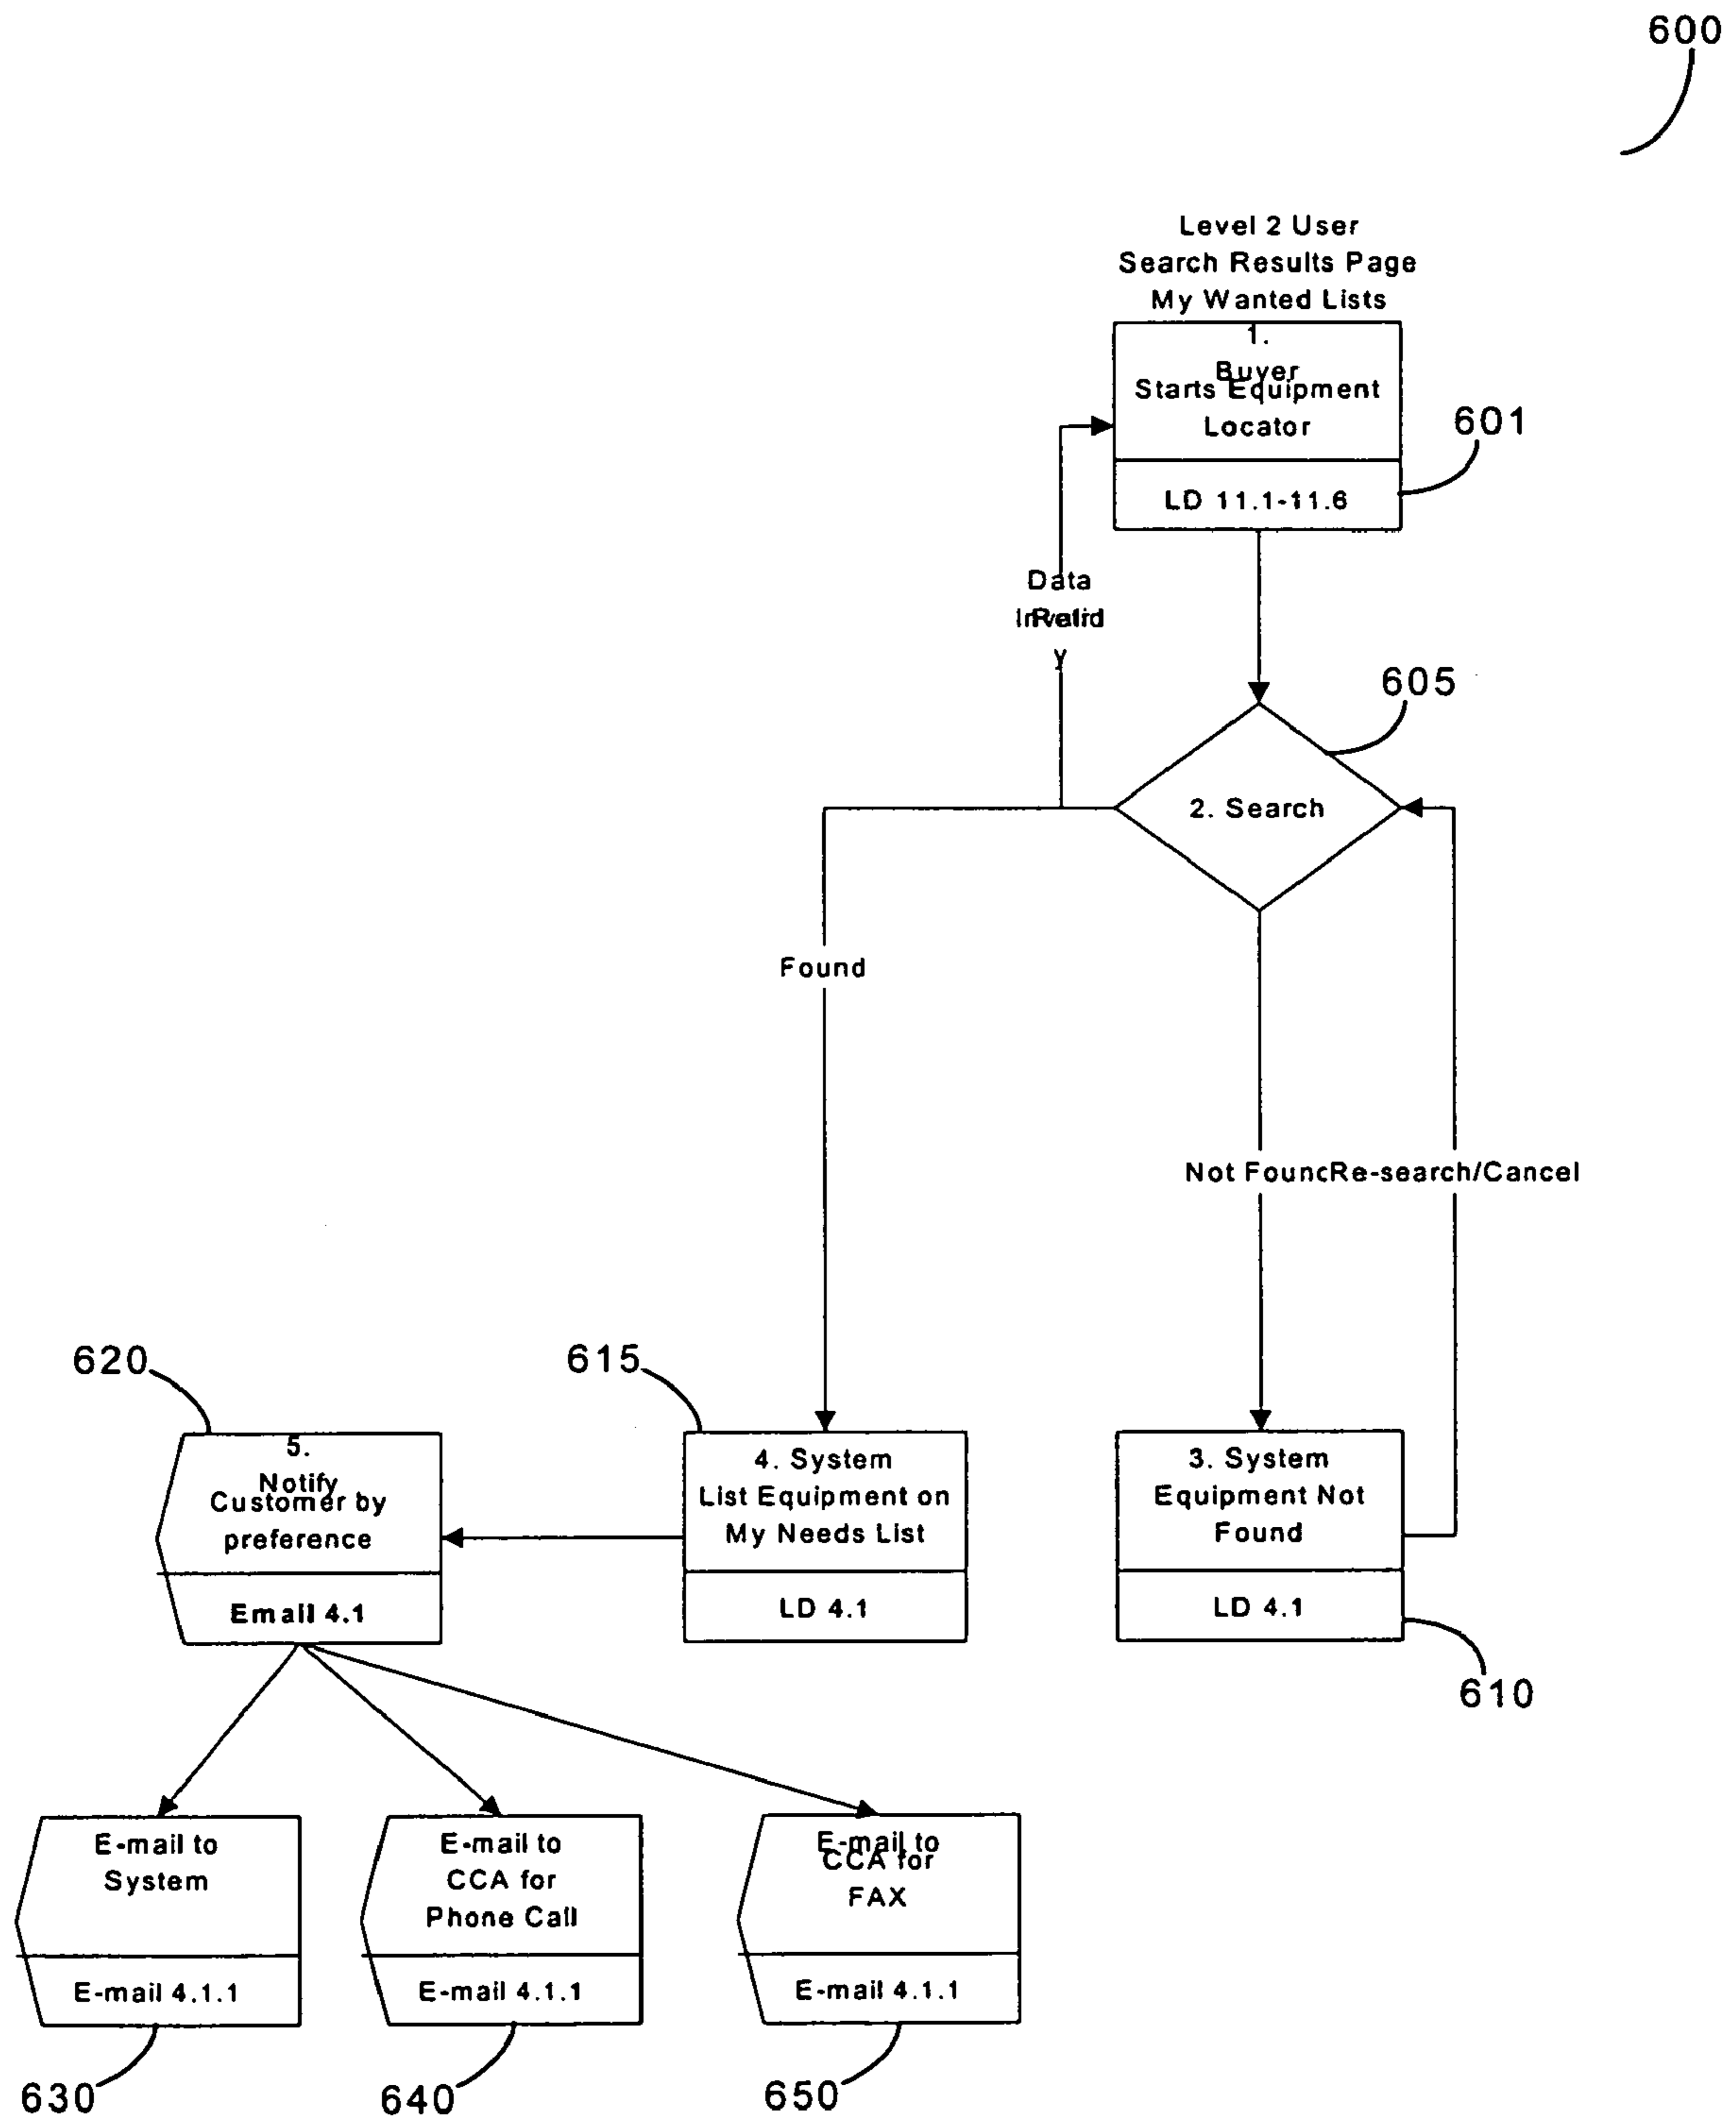 600
Level 2 User
Search Results Page
My Wanted Lists
1.
Buyer
Starts Equipment
Locator
601
LD 11.1-11.6
Data
y
605
2. Search
Found
Not Found
Re-search/Cancel
620
615
5.
Notify
Customer by
preference
Email 4.1
4. System
List Equipment on
My Needs List
LD 4.1
3. System
Equipment Not
Found
LD 4.1
610
E-mail to
System
E-mail 4.1.1
E-mail to
CCA for
Phone Call
E-mail 4.1.1
E-mail to
CCA for
FAX
E-mail 4.1.1
630
640
650